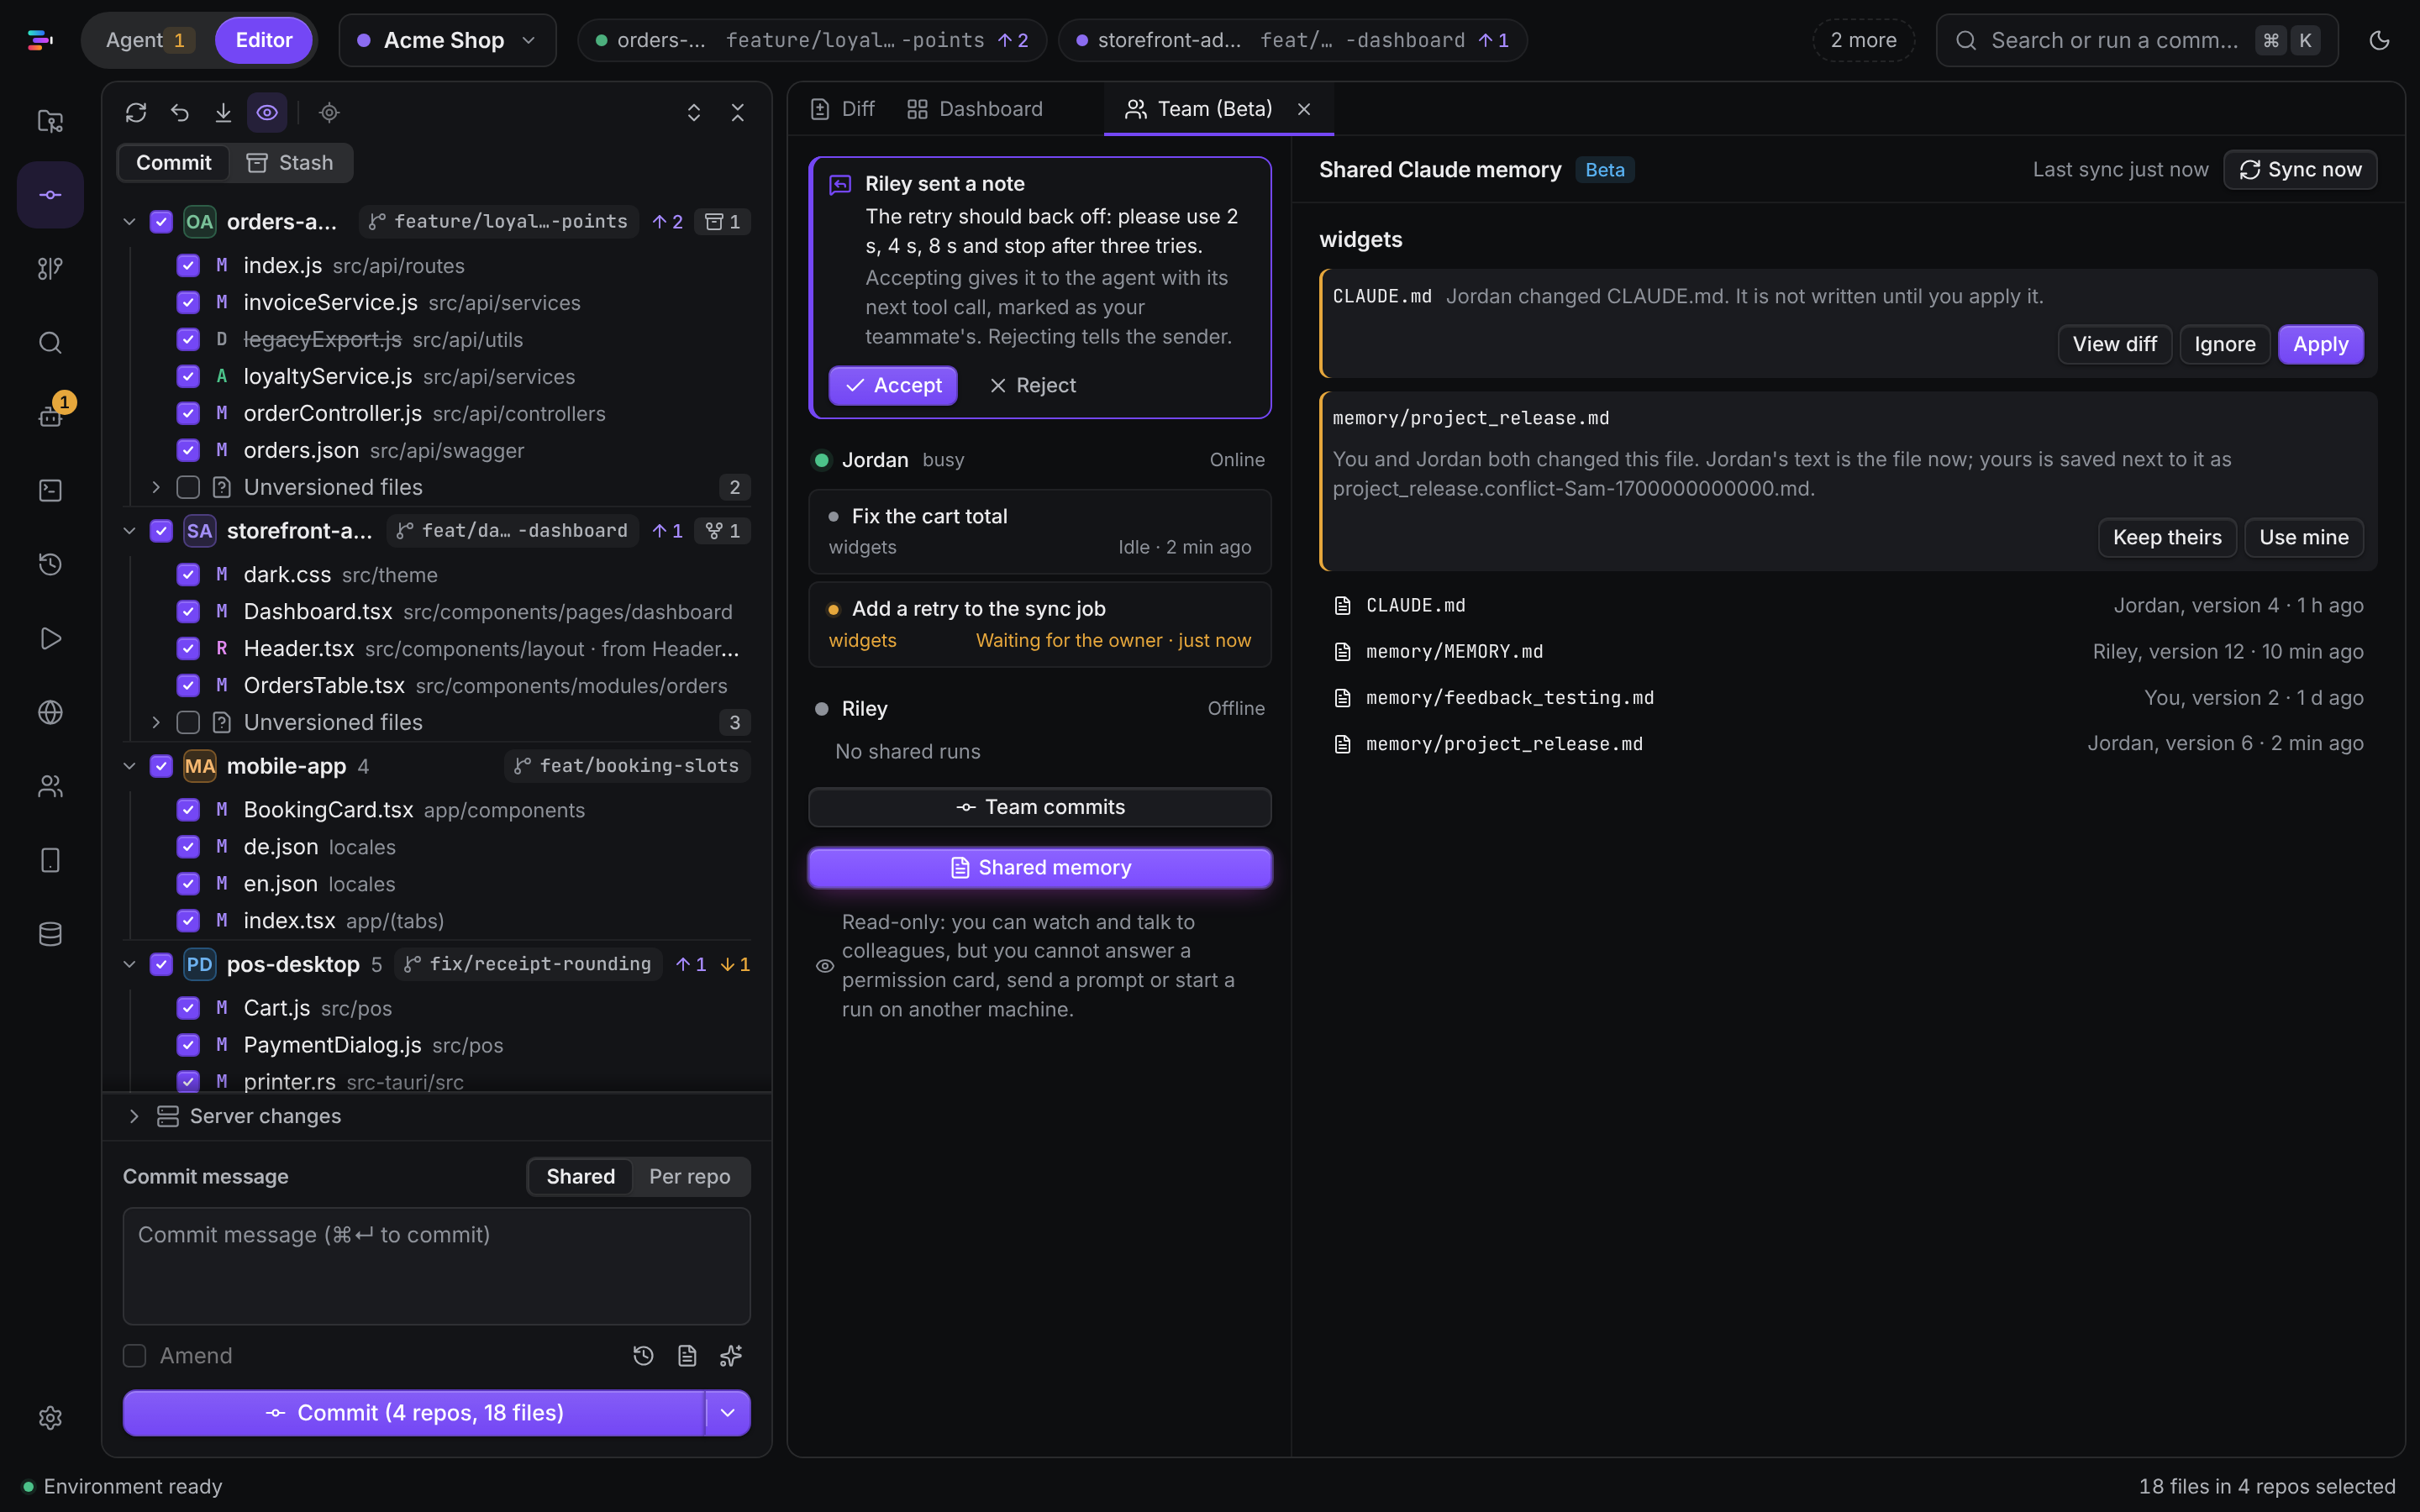 Agent 1 Editor Acme Shop orders-... feature/loyal…-points ↑2 storefront-ad... feat/… -dashboard ↑1 2 more Search or run a comm... ⌘ K
Commit Stash
OA orders-a... feature/loyal…-points ↑2 1
M index.js src/api/routes
M invoiceService.js src/api/services
D legacyExport.js src/api/utils
A loyaltyService.js src/api/services
M orderController.js src/api/controllers
M orders.json src/api/swagger
Unversioned files 2
SA storefront-a... feat/da… -dashboard ↑1 1
M dark.css src/theme
M Dashboard.tsx src/components/pages/dashboard
R Header.tsx src/components/layout · from Header...
M OrdersTable.tsx src/components/modules/orders
Unversioned files 3
MA mobile-app 4 feat/booking-slots
M BookingCard.tsx app/components
M de.json locales
M en.json locales
M index.tsx app/(tabs)
PD pos-desktop 5 fix/receipt-rounding ↑1 ↓1
M Cart.js src/pos
M PaymentDialog.js src/pos
M printer.rs src-tauri/src
Server changes
Commit message Shared Per repo
Commit message (⌘↵ to commit)
Amend
Commit (4 repos, 18 files)
Diff Dashboard Team (Beta)
Riley sent a note
The retry should back off: please use 2
s, 4 s, 8 s and stop after three tries.
Accepting gives it to the agent with its
next tool call, marked as your
teammate's. Rejecting tells the sender.
Accept Reject
Jordan busy Online
Fix the cart total
widgets Idle · 2 min ago
Add a retry to the sync job
widgets Waiting for the owner · just now
Riley Offline
No shared runs
Team commits
Shared memory
Read-only: you can watch and talk to
colleagues, but you cannot answer a
permission card, send a prompt or start a
run on another machine.
Shared Claude memory Beta Last sync just now Sync now
widgets
CLAUDE.md Jordan changed CLAUDE.md. It is not written until you apply it.
View diff Ignore Apply
memory/project_release.md
You and Jordan both changed this file. Jordan's text is the file now; yours is saved next to it as
project_release.conflict-Sam-1700000000000.md.
Keep theirs Use mine
CLAUDE.md Jordan, version 4 · 1 h ago
memory/MEMORY.md Riley, version 12 · 10 min ago
memory/feedback_testing.md You, version 2 · 1 d ago
memory/project_release.md Jordan, version 6 · 2 min ago
1
Environment ready 18 files in 4 repos selected